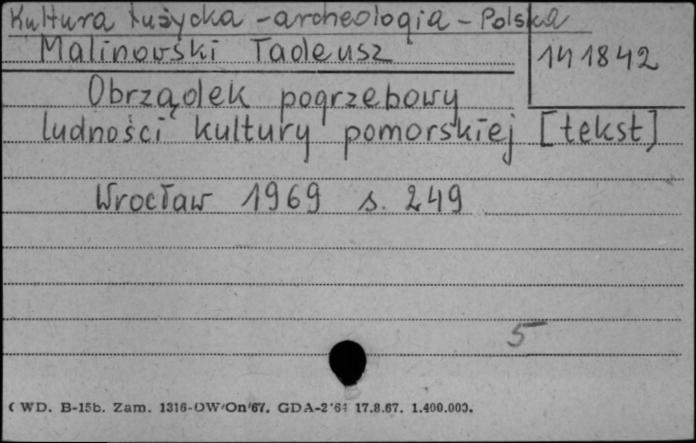 Kultura łużycka - archeologia - Polska
Malinowski Tadeusz
141842
Obrządek pogrzebowy
ludności kultury pomorskiej [tekst]
Wrocław 1969 s. 249
5
WD. B-15b. Zam. 1316-OW/On/67. GDA-2 17.8.67. 1.400.000.